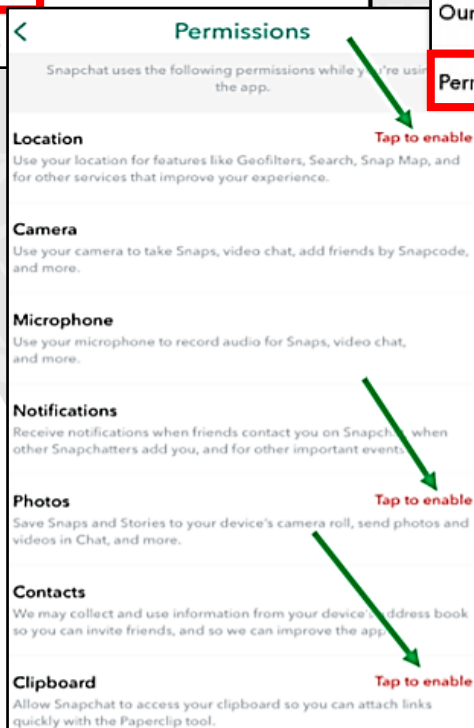 Our
Permissions
Perm
Snapchat uses the following permissions while you're using
the app.
Location
Tap to enable
Use your location for features like Geofilters, Search, Snap Map, and
for other services that improve your experience.
Camera
Use your camera to take Snaps, video chat, add friends by Snapcode,
and more.
Microphone
Use your microphone to record audio for Snaps, video chat,
and more.
Notifications
Receive notifications when friends contact you on Snapchat, when
other Snapchatters add you, and for other important events.
Photos
Tap to enable
Save Snaps and Stories to your device's camera roll, send photos and
videos in Chat, and more.
Contacts
We may collect and use information from your device's address book
so you can invite friends, and so we can improve the app.
Clipboard
Tap to enable
Allow Snapchat to access your clipboard so you can attach links
quickly with the Paperclip tool.